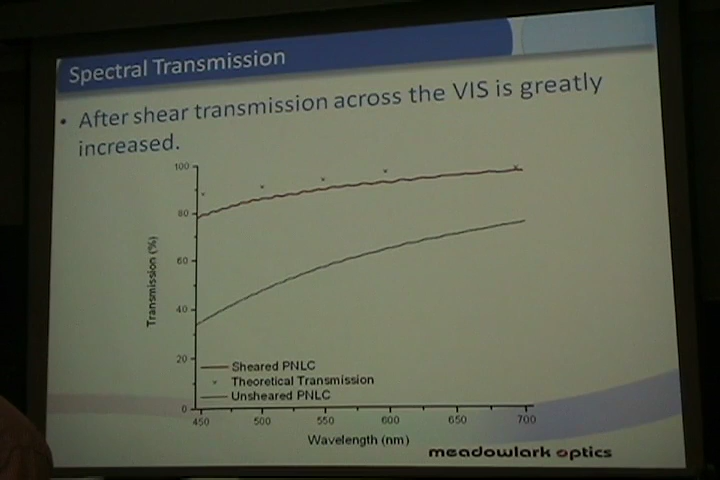 Spectral Transmission
• After shear transmission across the VIS is greatly
increased.
100
80
60
40
20
0
Transmission (%)
Sheared PNLC
× Theoretical Transmission
Unsheared PNLC
450 500 550 600 650 700
Wavelength (nm)
meadowlark optics